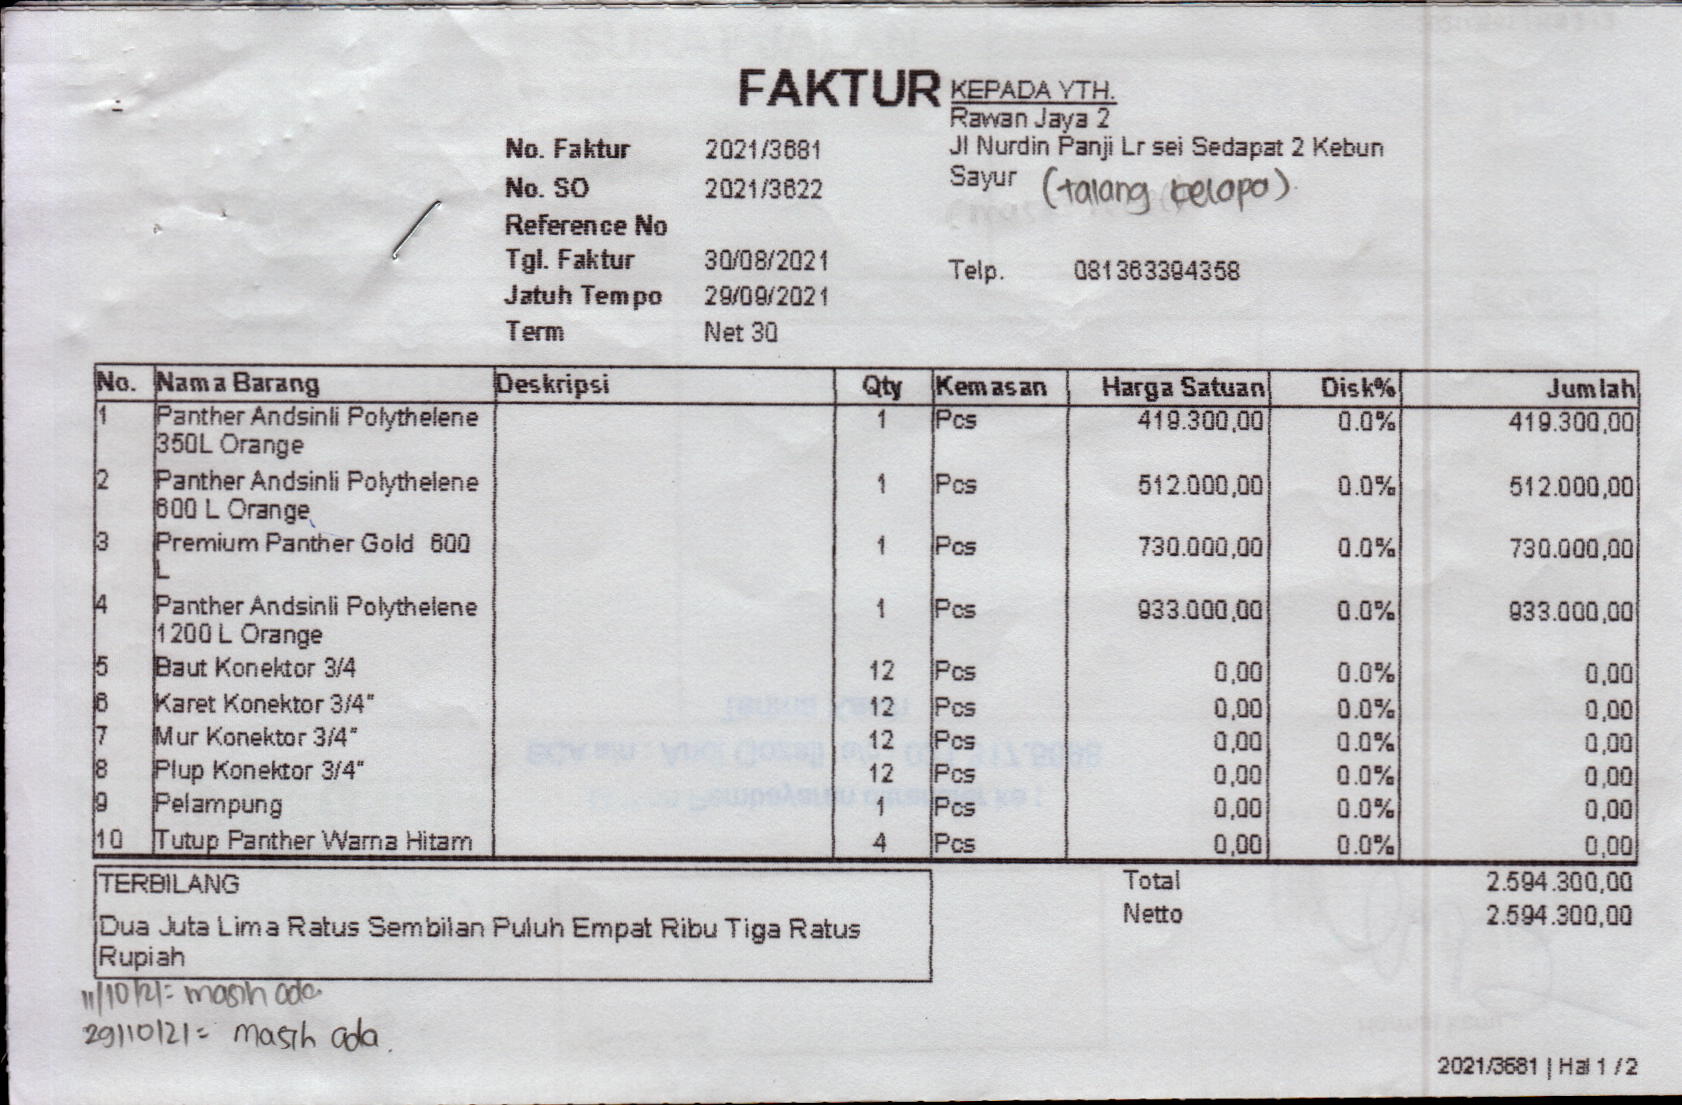 FAKTUR
KEPADA YTH.
Rawan Jaya 2
Jl Nurdin Panji Lr sei Sedapat 2 Kebun
Sayur (talang kelapa)
Telp. 081363394358
No. Faktur 2021/3681
No. SO 2021/3622
Reference No
Tgl. Faktur 30/08/2021
Jatuh Tempo 29/09/2021
Term Net 30
No. Nama Barang Deskripsi Qty Kemasan Harga Satuan Disk% Jumlah
1 Panther Andsinli Polythelene 1 Pcs 419.300,00 0.0% 419.300,00
350L Orange
2 Panther Andsinli Polythelene 1 Pcs 512.000,00 0.0% 512.000,00
600 L Orange
3 Premium Panther Gold 600 1 Pcs 730.000,00 0.0% 730.000,00
L
4 Panther Andsinli Polythelene 1 Pcs 933.000,00 0.0% 933.000,00
1200 L Orange
5 Baut Konektor 3/4 12 Pcs 0,00 0.0% 0,00
6 Karet Konektor 3/4" 12 Pcs 0,00 0.0% 0,00
7 Mur Konektor 3/4" 12 Pcs 0,00 0.0% 0,00
8 Plup Konektor 3/4" 12 Pcs 0,00 0.0% 0,00
9 Pelampung 1 Pcs 0,00 0.0% 0,00
10 Tutup Panther Warna Hitam 4 Pcs 0,00 0.0% 0,00
TERBILANG
Dua Juta Lima Ratus Sembilan Puluh Empat Ribu Tiga Ratus
Rupiah
Total 2.594.300,00
Netto 2.594.300,00
11/10/21= masih ada
29/10/21= masih ada.
2021/3681 | Hal 1 / 2